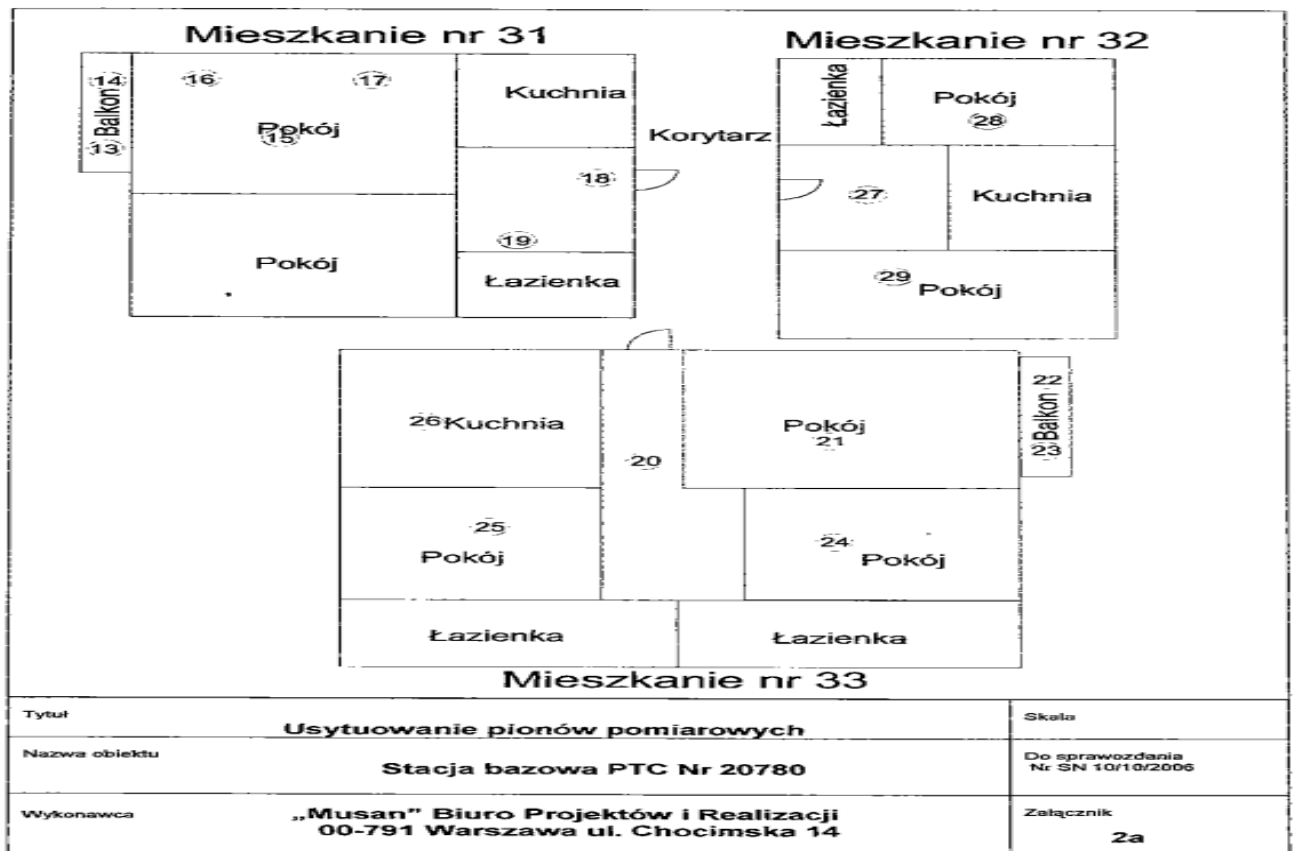 Mieszkanie nr 31
Mieszkanie nr 32
14
Balkon
13
16
17
Pokój
15
Kuchnia
18
19
Pokój
Łazienka
Korytarz
Łazienka
Pokój
28
27
Kuchnia
29
Pokój
26 Kuchnia
20
Pokój
21
22
Balkon
23
25
Pokój
24
Pokój
Łazienka
Łazienka
Mieszkanie nr 33
Tytuł
Usytuowanie pionów pomiarowych
Skala
Nazwa obiektu
Stacja bazowa PTC Nr 20780
Do sprawozdania
Nr SN 10/10/2006
Wykonawca
„Musan" Biuro Projektów i Realizacji
00-791 Warszawa ul. Chocimska 14
Załącznik
2a